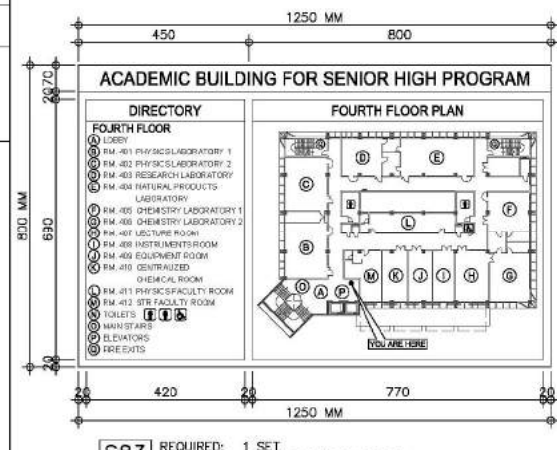 1250 MM
450
800
ACADEMIC BUILDING FOR SENIOR HIGH PROGRAM
DIRECTORY
FOURTH FLOOR
A LOBBY
B RM. 401 PHYSICS LABORATORY 1
C RM. 402 PHYSICS LABORATORY 2
D RM. 403 RESEARCH LABORATORY
E RM. 404 NATURAL PRODUCTS
LABORATORY
F RM. 405 CHEMISTRY LABORATORY 1
G RM. 406 CHEMISTRY LABORATORY 2
H RM. 407 LECTURE ROOM
I RM. 408 INSTRUMENTS ROOM
J RM. 409 EQUIPMENT ROOM
K RM. 410 CENTRALIZED
CHEMICAL ROOM
L RM. 411 PHYSICS FACULTY ROOM
M RM. 412 STR FACULTY ROOM
N TOILETS
O MAIN STAIRS
P ELEVATORS
Q FIRE EXITS
FOURTH FLOOR PLAN
Q
Q
D
E
C
F
L
B
M K J I H G
O A P
YOU ARE HERE
800 MM
2070
690
20
20 420 20 770 20
1250 MM
REQUIRED: 1 SET